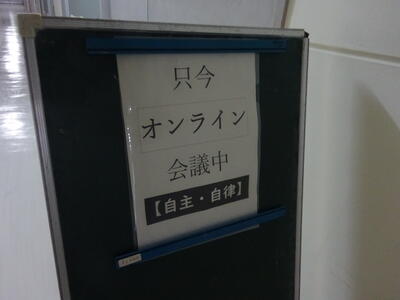 只今
オンライン
会議中
【自主・自律】